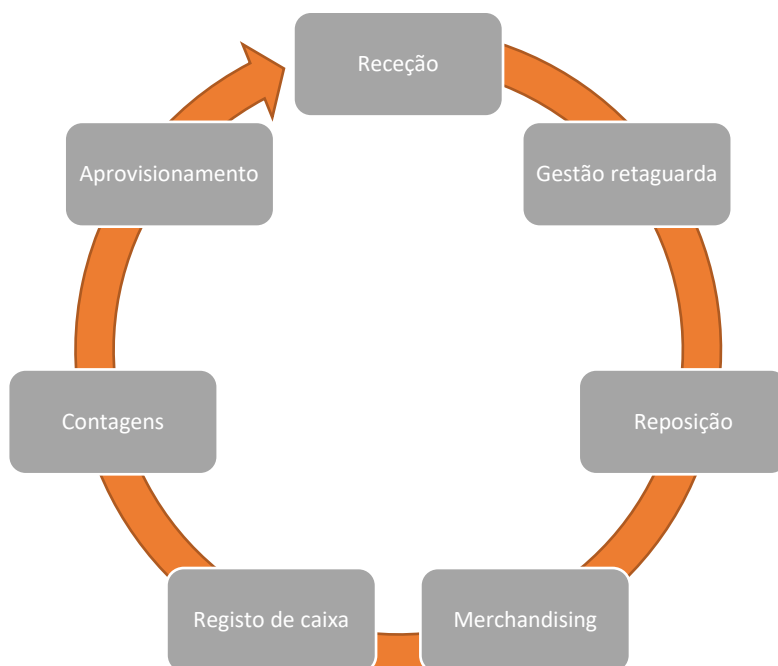 Receção
Gestão retaguarda
Reposição
Merchandising
Registo de caixa
Contagens
Aprovisionamento